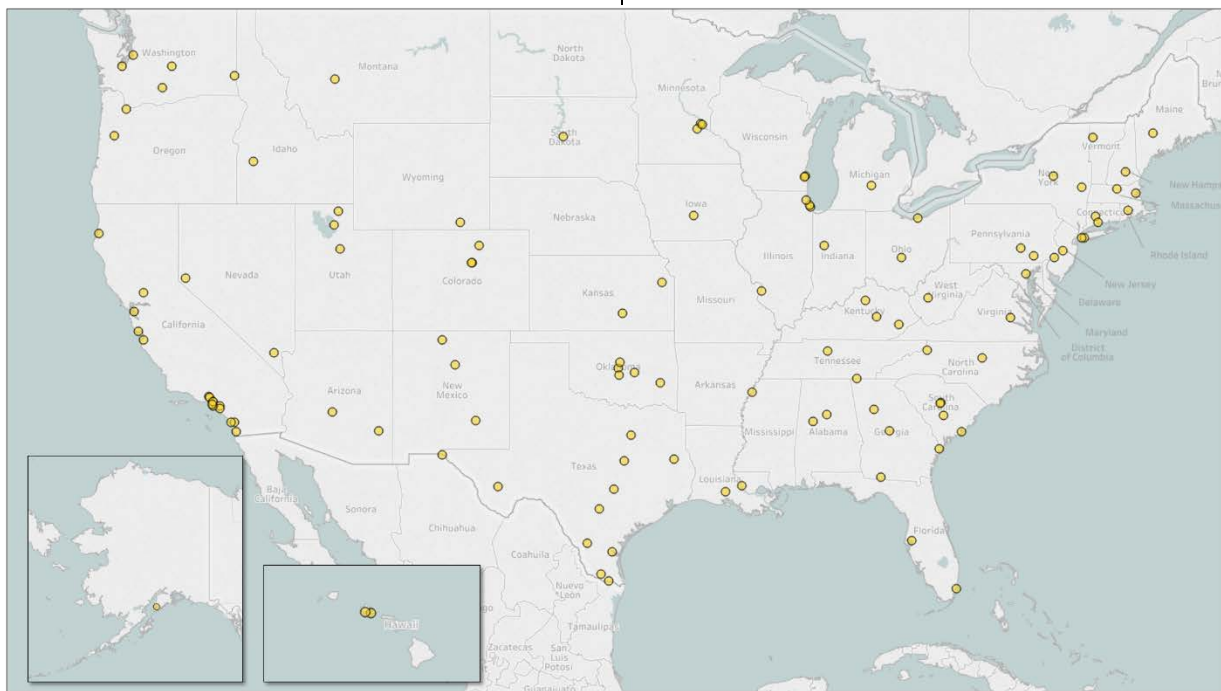 Washington
Montana
North
Dakota
Minnesota
Maine
South
Dakota
Wisconsin
Vermont
Oregon
Idaho
Michigan
New
York
Wyoming
New Hamp
Massachus
Iowa
Connecticut
Nebraska
Pennsylvania
Nevada
Utah
Colorado
Illinois
Indiana
Ohio
Rhode Island
West
Virginia
New Jersey
Kansas
Missouri
Kentucky
Virginia
Delaware
California
Maryland
District
of Columbia
Tennessee
North
Carolina
Oklahoma
Arkansas
Arizona
New
Mexico
South
Carolina
Mississippi
Alabama
Georgia
Texas
Louisiana
Baja
California
Sonora
Chihuahua
Florida
Coahuila
Nuevo
León
Hawaii
Tamaulipas
Zacatecas
San
Luis
Potosí
Guanajuato